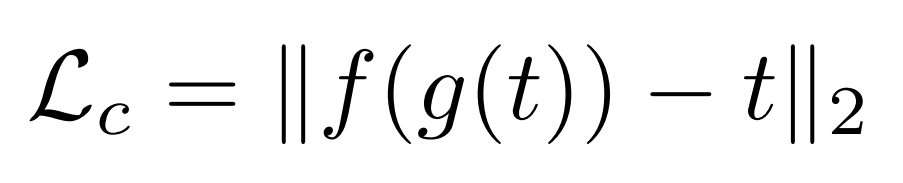 ℒ_c = ‖f(g(t)) − t‖₂